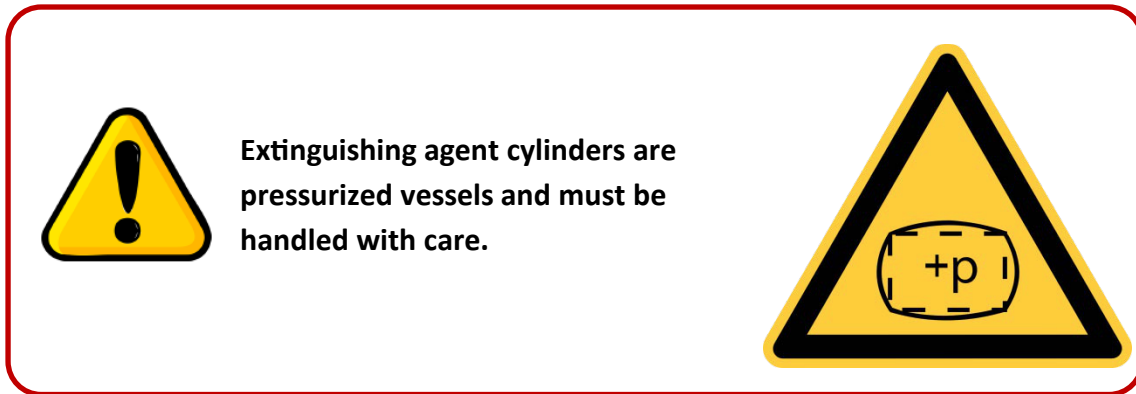 Extinguishing agent cylinders are
pressurized vessels and must be
handled with care.
+p